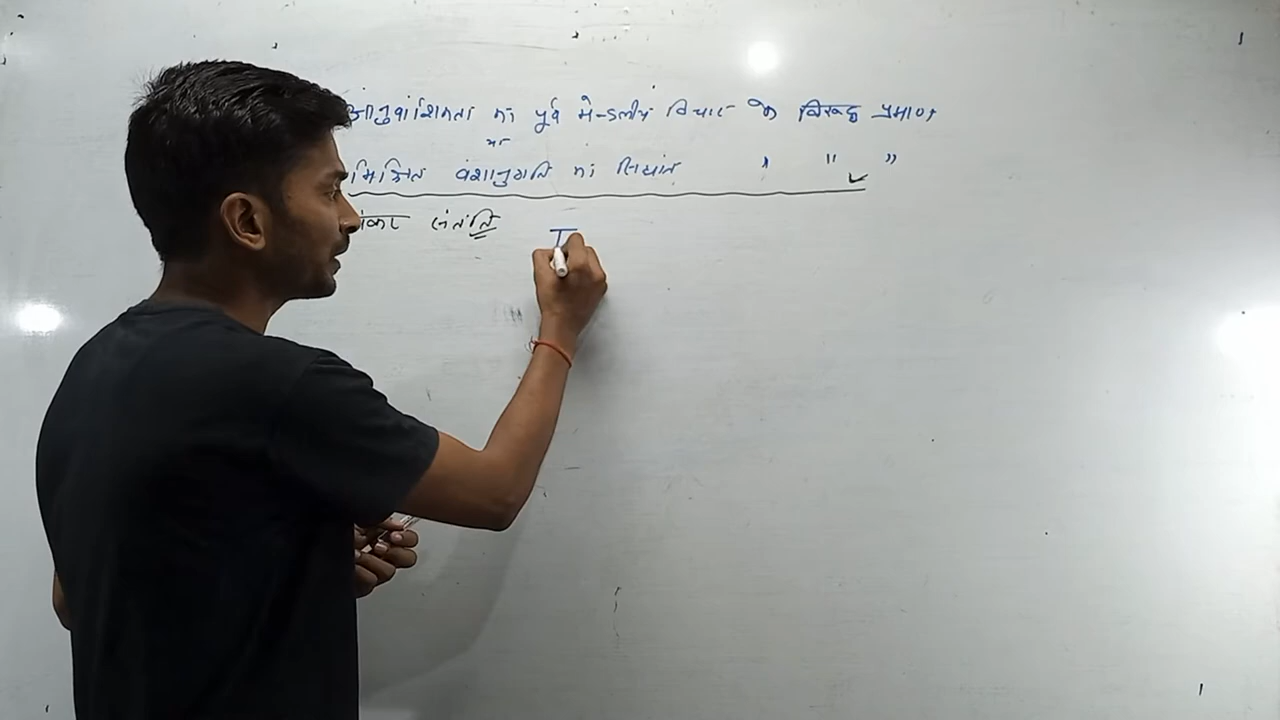 आनुवांशिकता का पूर्व मेन्डलीय विचार के विरूद्ध प्रमाण
या
मिश्रित वंशानुगति का सिद्यांत " " "
संतति
T